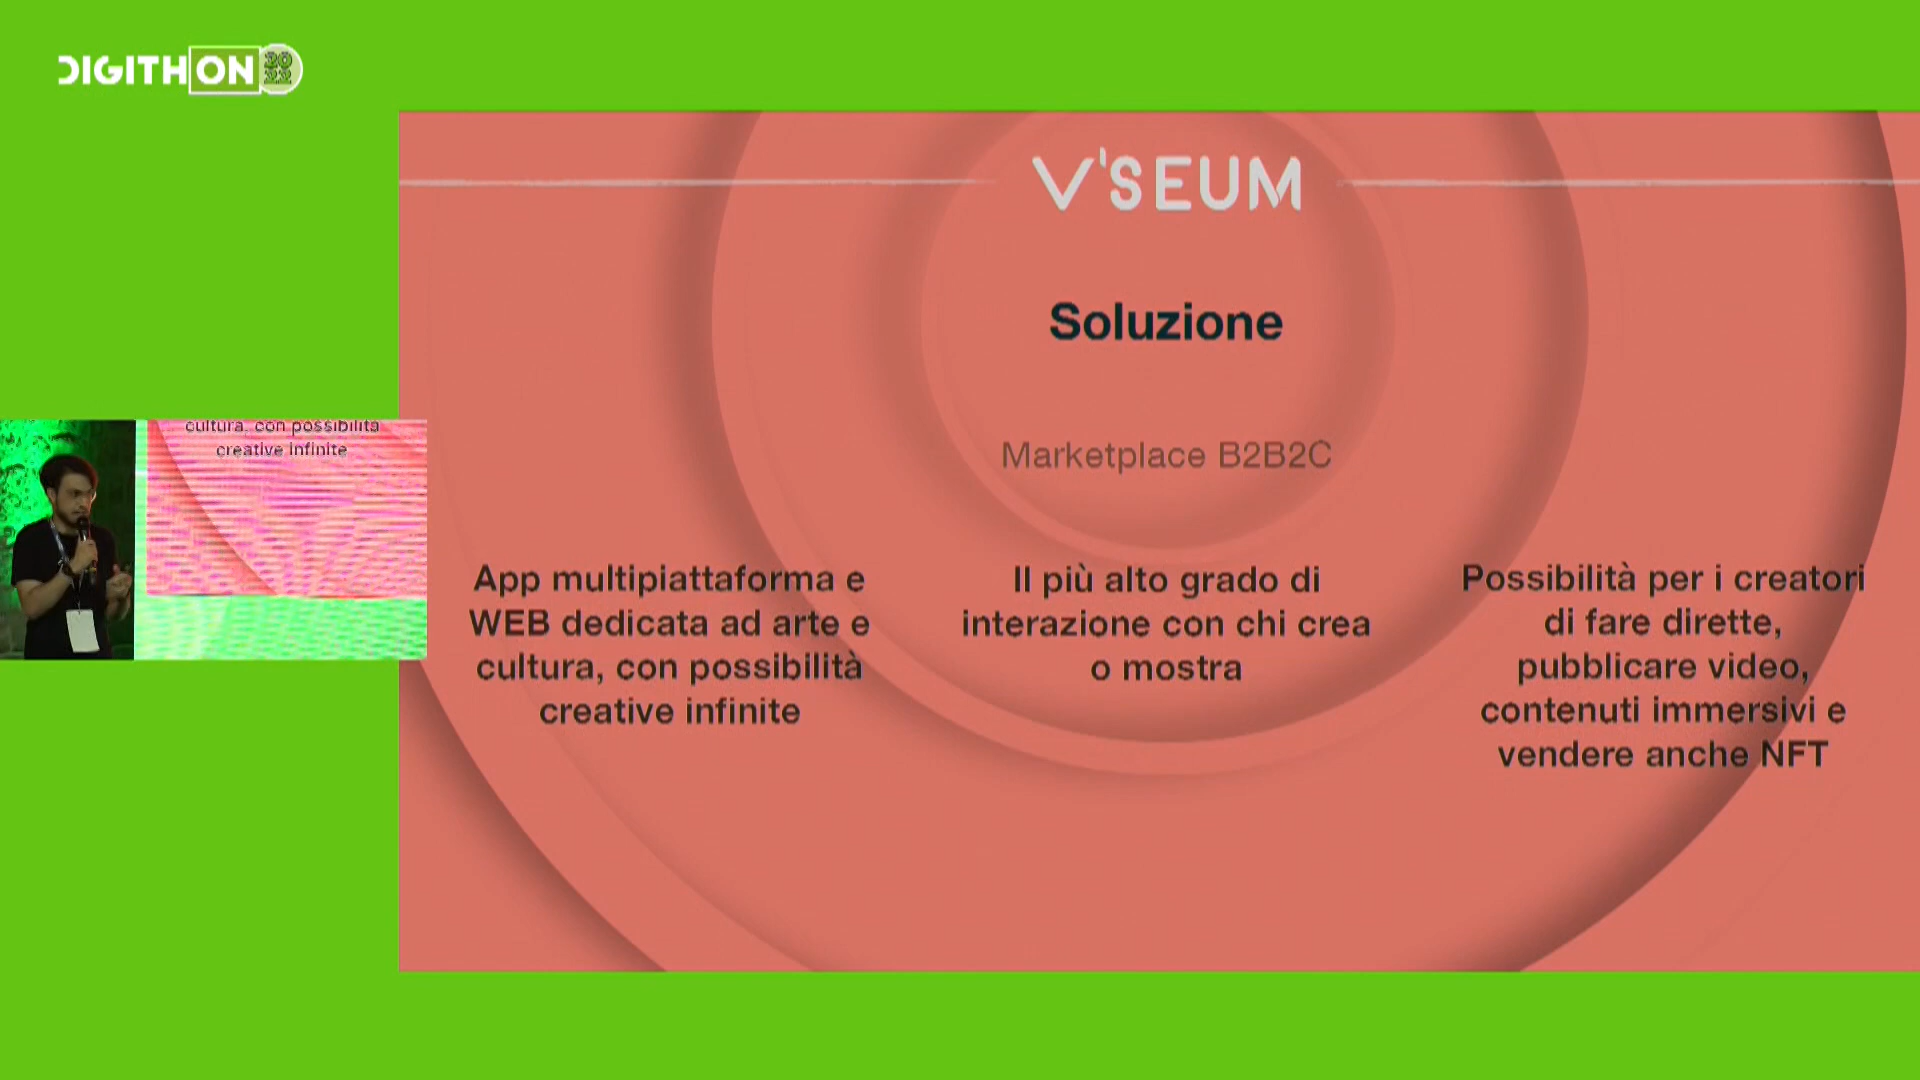 DIGITHON 2022
V'SEUM
Soluzione
Marketplace B2B2C
cultura, con possibilità
creative infinite
App multipiattaforma e
WEB dedicata ad arte e
cultura, con possibilità
creative infinite
Il più alto grado di
interazione con chi crea
o mostra
Possibilità per i creatori
di fare dirette,
pubblicare video,
contenuti immersivi e
vendere anche NFT